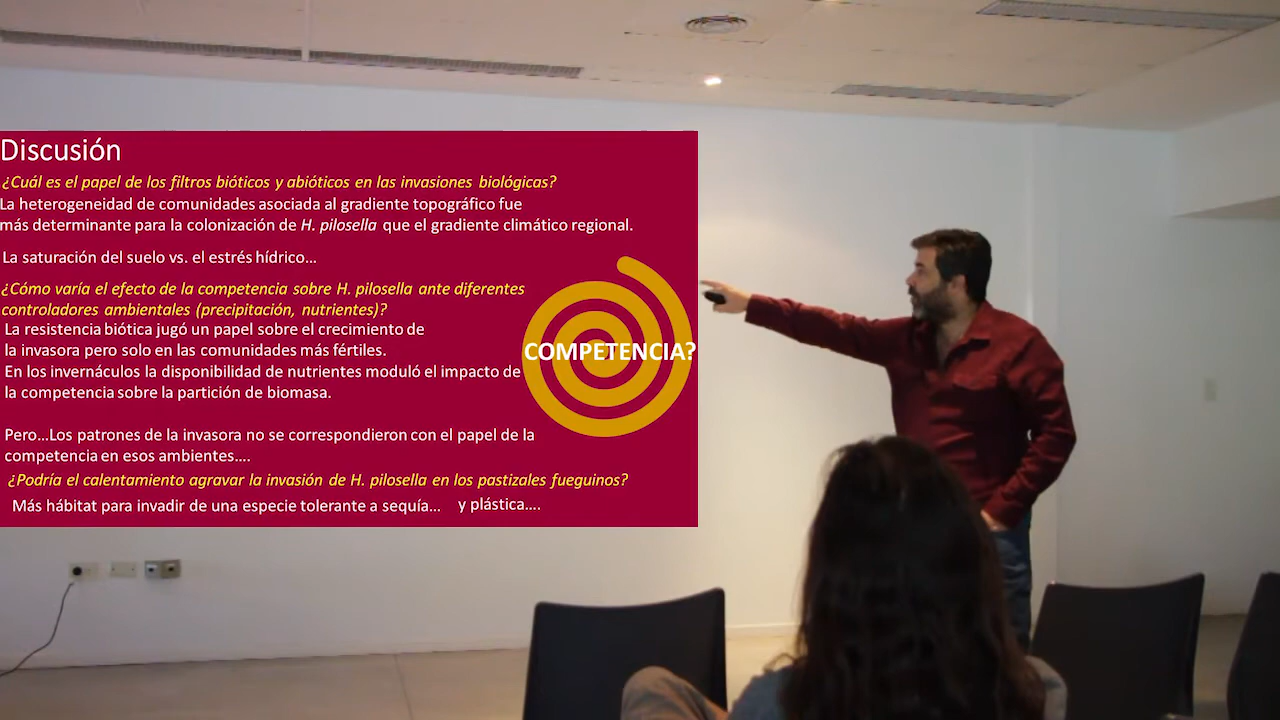 Discusión
¿Cuál es el papel de los filtros bióticos y abióticos en las invasiones biológicas?
La heterogeneidad de comunidades asociada al gradiente topográfico fue
más determinante para la colonización de H. pilosella que el gradiente climático regional.
La saturación del suelo vs. el estrés hídrico...
¿Cómo varía el efecto de la competencia sobre H. pilosella ante diferentes
controladores ambientales (precipitación, nutrientes)?
La resistencia biótica jugó un papel sobre el crecimiento de
la invasora pero solo en las comunidades más fértiles.
COMPETENCIA?
En los invernáculos la disponibilidad de nutrientes moduló el impacto de
la competencia sobre la partición de biomasa.
Pero...Los patrones de la invasora no se correspondieron con el papel de la
competencia en esos ambientes....
¿Podría el calentamiento agravar la invasión de H. pilosella en los pastizales fueguinos?
Más hábitat para invadir de una especie tolerante a sequía... y plástica....